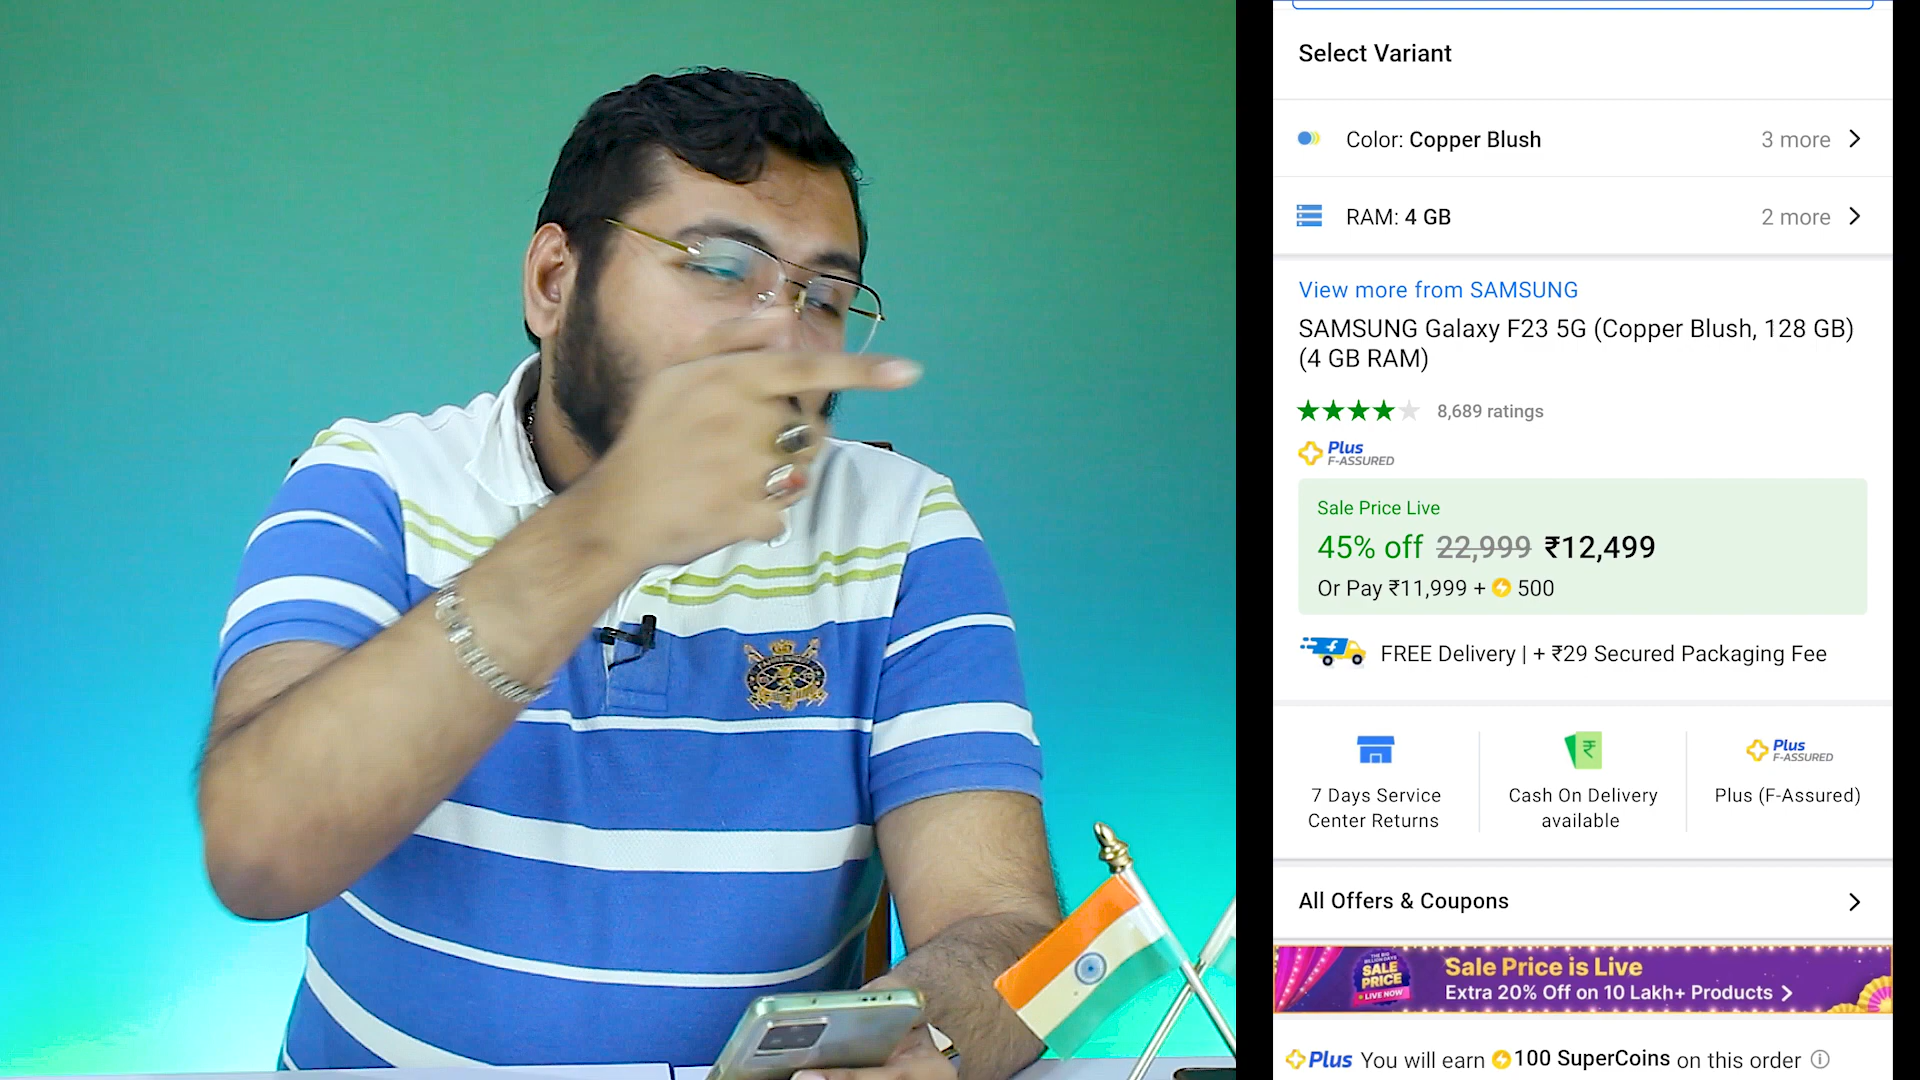 Select Variant
Color: Copper Blush 3 more
RAM: 4 GB 2 more
View more from SAMSUNG
SAMSUNG Galaxy F23 5G (Copper Blush, 128 GB)
(4 GB RAM)
8,689 ratings
Plus
F-ASSURED
Sale Price Live
45% off 22,999 ₹12,499
Or Pay ₹11,999 + 500
FREE Delivery | + ₹29 Secured Packaging Fee
7 Days Service
Center Returns
Cash On Delivery
available
Plus
F-ASSURED
Plus (F-Assured)
All Offers & Coupons
THE BIG
BILLION DAYS
SALE
PRICE
LIVE NOW
Sale Price is Live
Extra 20% Off on 10 Lakh+ Products
Plus You will earn 100 SuperCoins on this order